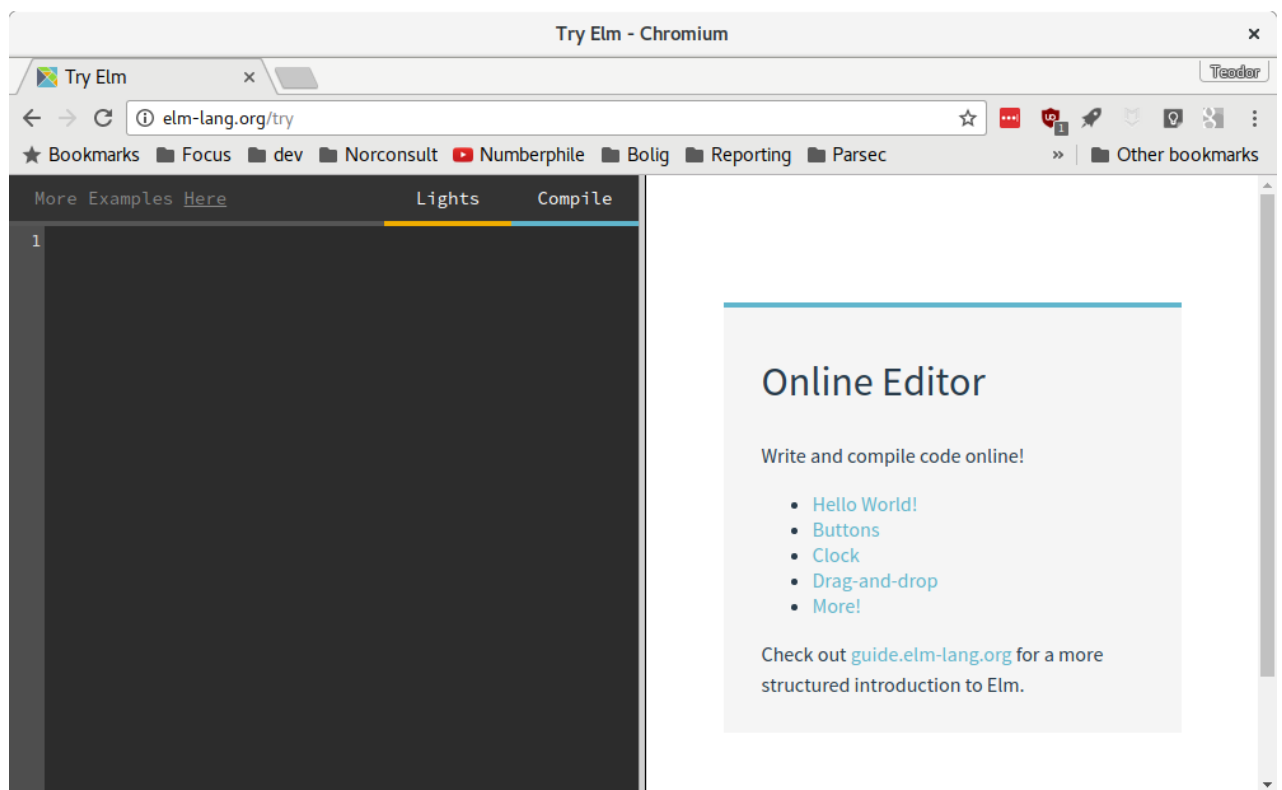 Try Elm - Chromium
Try Elm
Teodor
elm-lang.org/try
1
Bookmarks Focus dev Norconsult Numberphile Bolig Reporting Parsec » Other bookmarks
More Examples Here Lights Compile
1
Online Editor
Write and compile code online!
Hello World!
Buttons
Clock
Drag-and-drop
More!
Check out guide.elm-lang.org for a more
structured introduction to Elm.